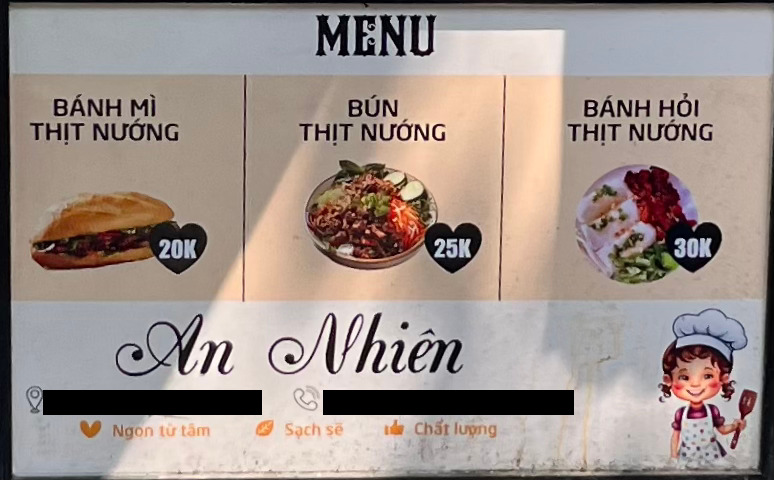 MENU
BÁNH MÌ
THỊT NƯỚNG
20K
BÚN
THỊT NƯỚNG
25K
BÁNH HỎI
THỊT NƯỚNG
30K
An Nhiên
Ngon từ tâm
Sạch sẽ
Chất lượng